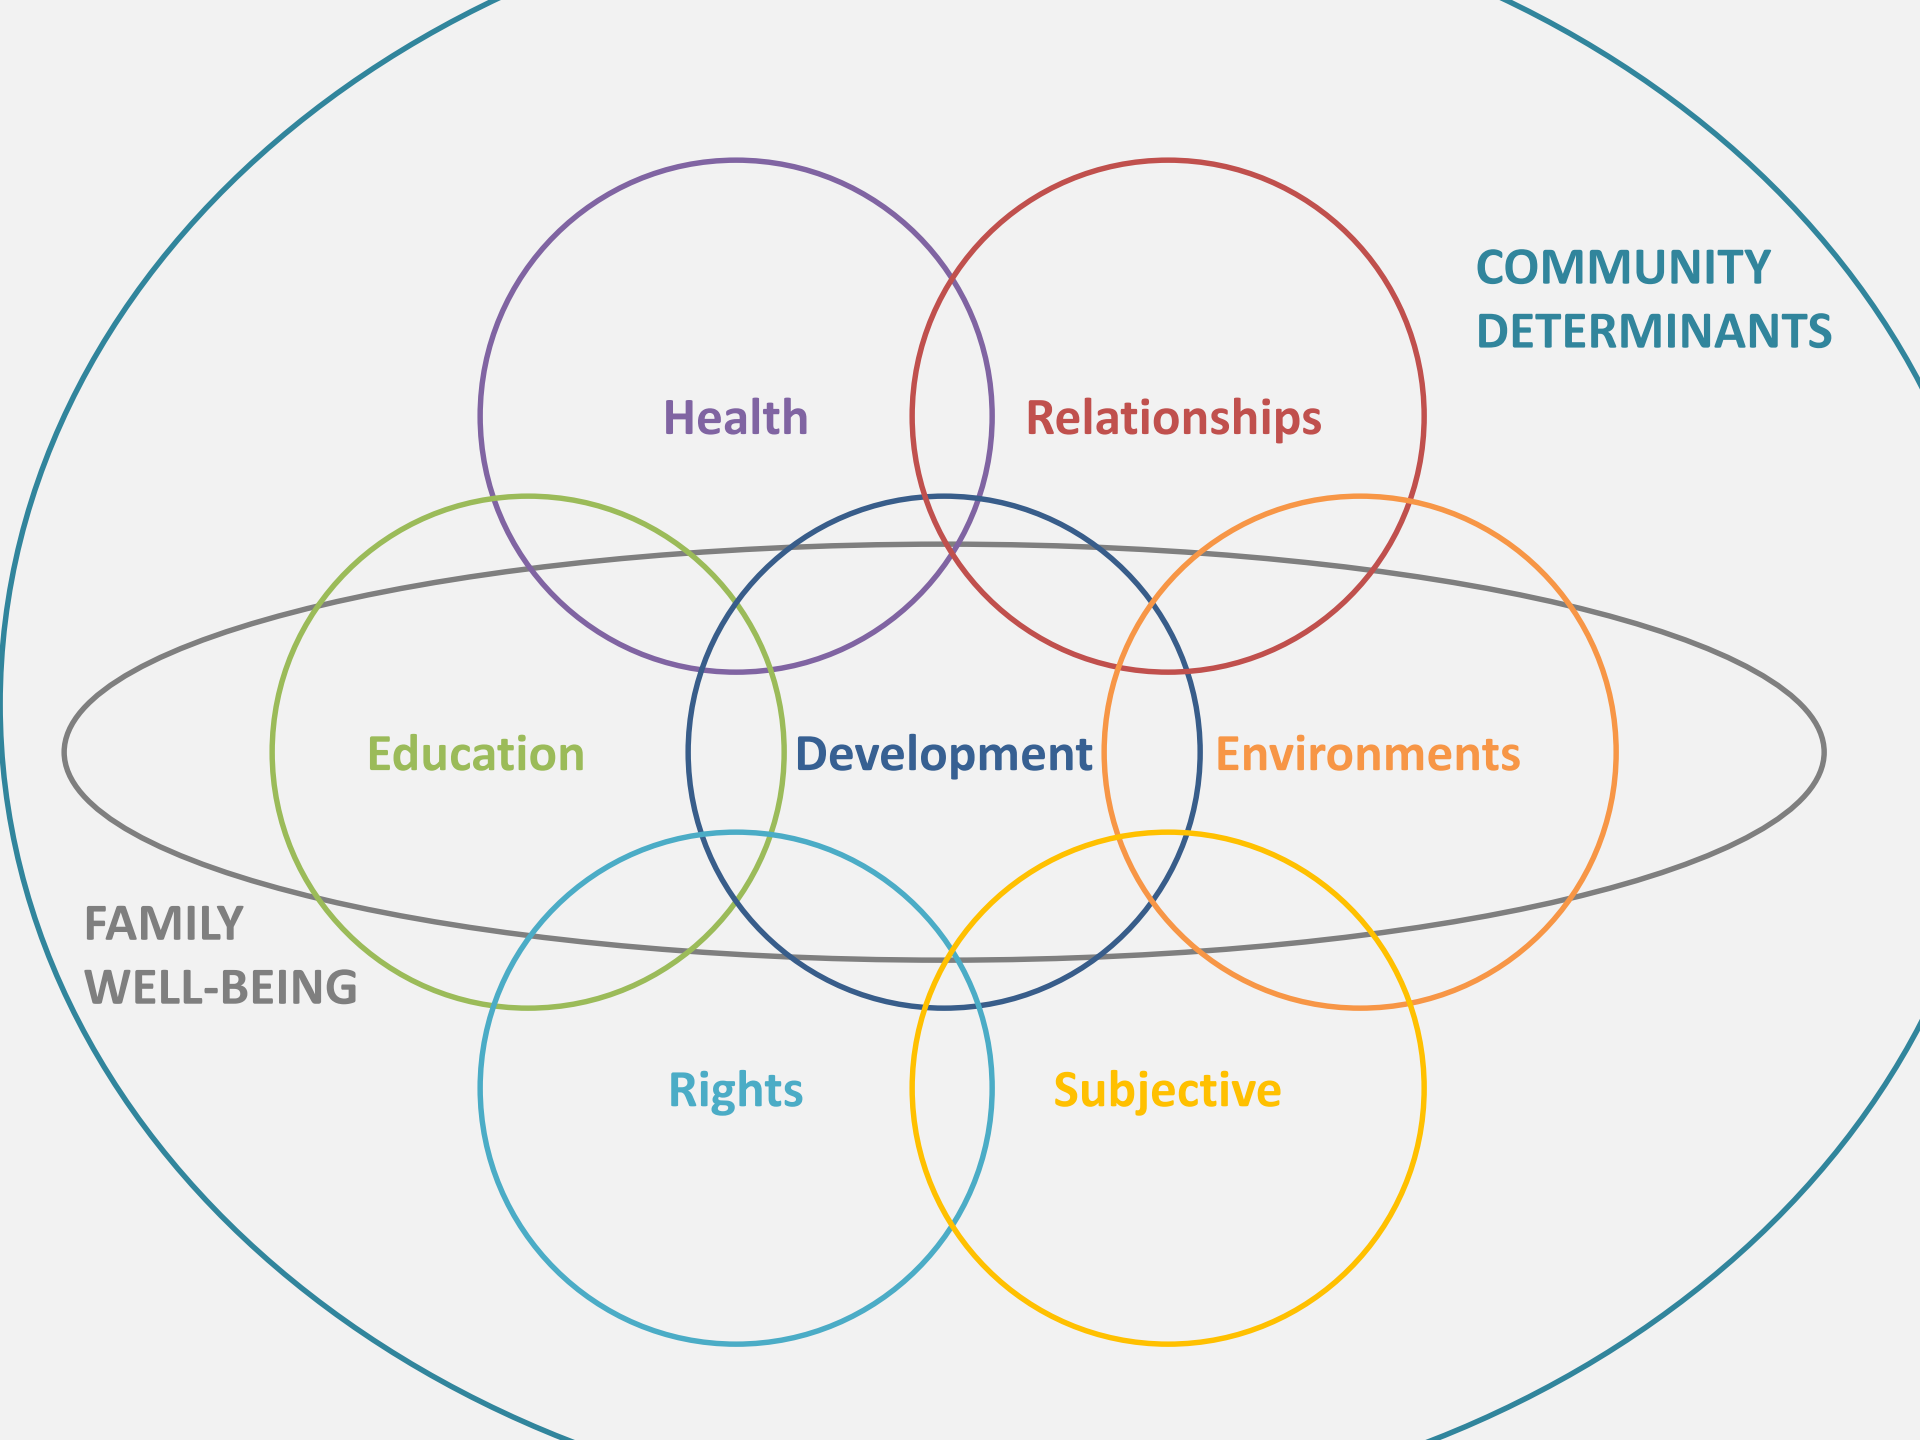 COMMUNITY
DETERMINANTS
Health
Relationships
Education
Development
Environments
FAMILY
WELL-BEING
Rights
Subjective